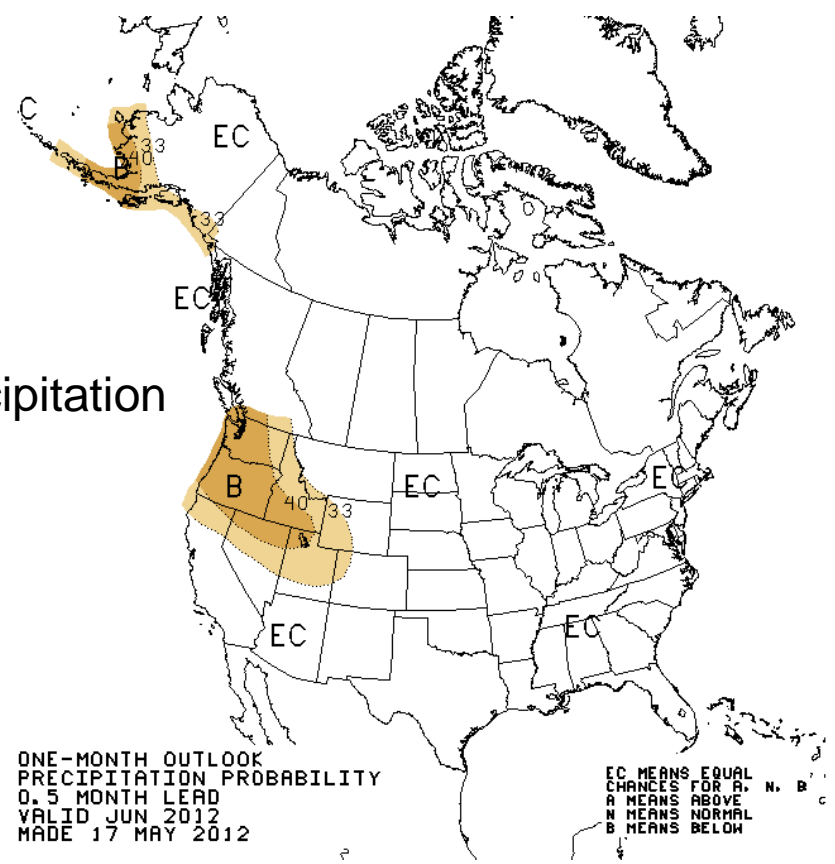 C
EC
33
40
B
33
EC
cipitation
B
EC
EC
40
33
EC
EC
ONE-MONTH OUTLOOK
PRECIPITATION PROBABILITY
0.5 MONTH LEAD
VALID JUN 2012
MADE 17 MAY 2012
EC MEANS EQUAL
CHANCES FOR A, N, B
A MEANS ABOVE
N MEANS NORMAL
B MEANS BELOW